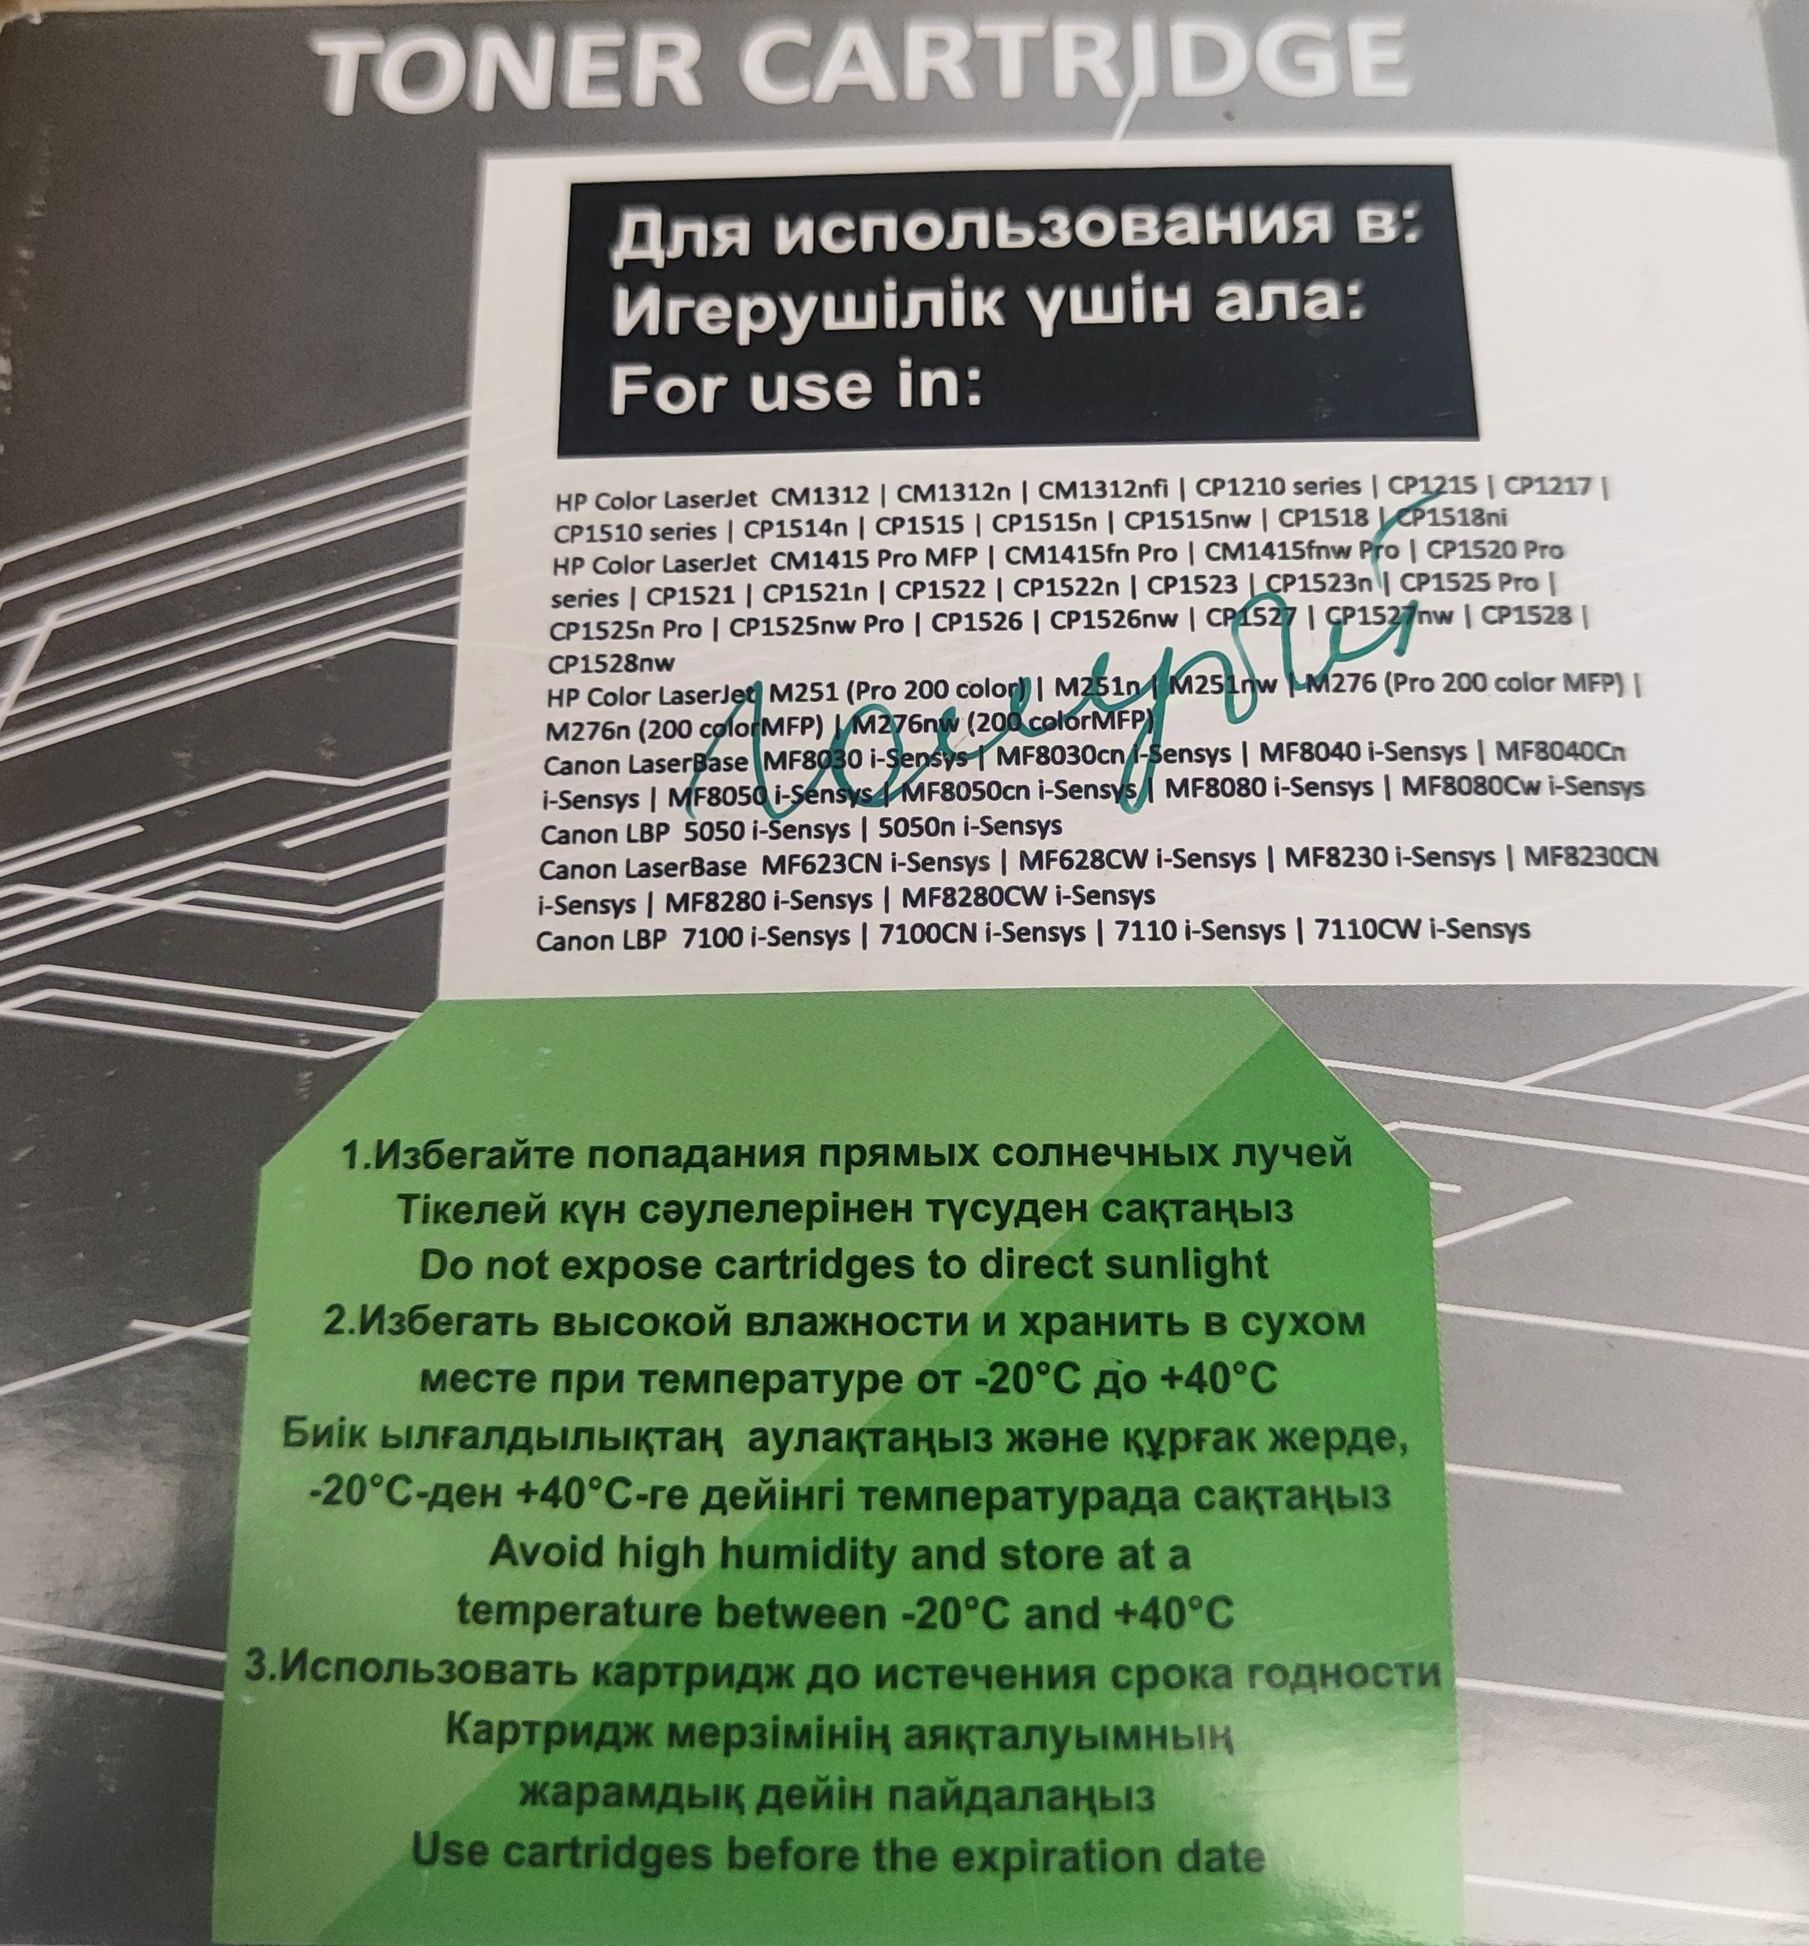 TONER CARTRIDGE
Для использования в:
Игерушілік үшін ала:
For use in:
HP Color LaserJet CM1312 | CM1312n | CM1312nfi | CP1210 series | CP1215 | CP1217 |
CP1510 series | CP1514n | CP1515 | CP1515n | CP1515nw | CP1518 | CP1518ni
HP Color LaserJet CM1415 Pro MFP | CM1415fn Pro | CM1415fnw Pro | CP1520 Pro
series | CP1521 | CP1521n | CP1522 | CP1522n | CP1523 | CP1523n | CP1525 Pro |
CP1525n Pro | CP1525nw Pro | CP1526 | CP1526nw | CP1527 | CP1527nw | CP1528 |
CP1528nw
HP Color LaserJet M251 (Pro 200 color) | M251n | M251nw | M276 (Pro 200 color MFP) |
M276n (200 colorMFP) | M276nw (200 colorMFP)
Canon LaserBase MF8030 i-Sensys | MF8030cn i-Sensys | MF8040 i-Sensys | MF8040Cn
i-Sensys | MF8050 i-Sensys | MF8050cn i-Sensys | MF8080 i-Sensys | MF8080Cw i-Sensys
Canon LBP 5050 i-Sensys | 5050n i-Sensys
Canon LaserBase MF623CN i-Sensys | MF628CW i-Sensys | MF8230 i-Sensys | MF8230CN
i-Sensys | MF8280 i-Sensys | MF8280CW i-Sensys
Canon LBP 7100 i-Sensys | 7100CN i-Sensys | 7110 i-Sensys | 7110CW i-Sensys
1.Избегайте попадания прямых солнечных лучей
Тікелей күн сәулелерінен түсуден сақтаңыз
Do not expose cartridges to direct sunlight
2.Избегать высокой влажности и хранить в сухом
месте при температуре от -20°C до +40°C
Биік ылғалдылықтаң аулақтаңыз және құрғак жерде,
-20°C-ден +40°C-ге дейінгі температурада сақтаңыз
Avoid high humidity and store at a
temperature between -20°C and +40°C
3.Использовать картридж до истечения срока годности
Картридж мерзімінің аяқталуымның
жарамдық дейін пайдалаңыз
Use cartridges before the expiration date